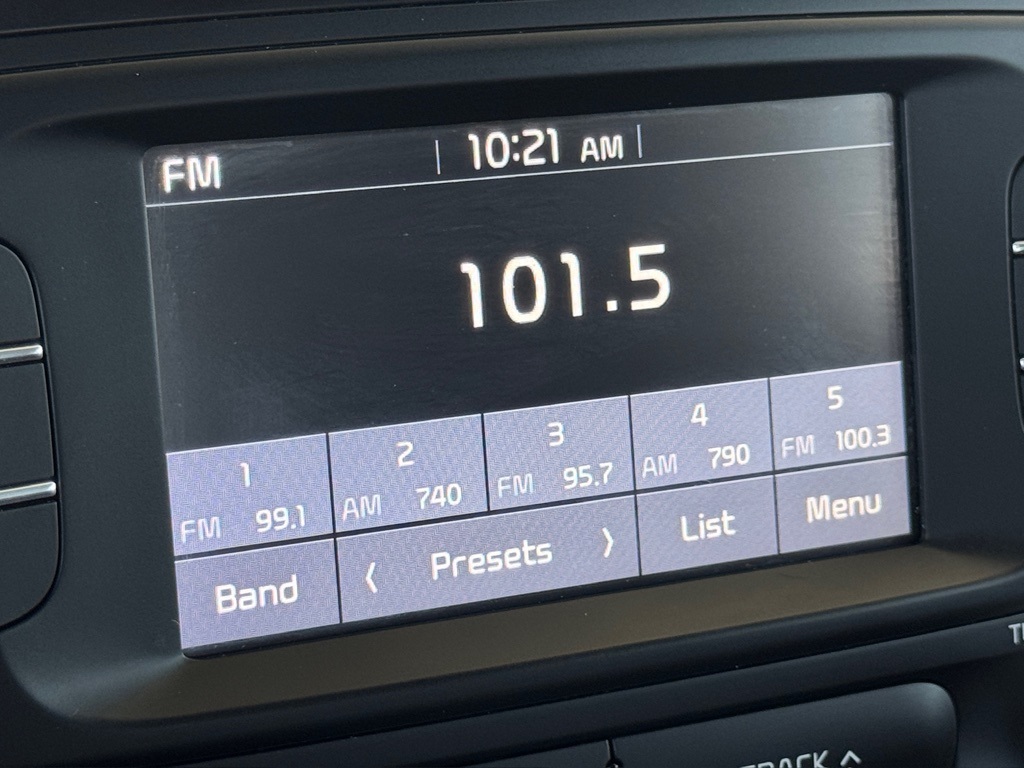 FM 10:21 AM
101.5
1 2 3 4 5
FM 99.1 AM 740 FM 95.7 AM 790 FM 100.3
Band < Presets > List Menu
TRACK ^